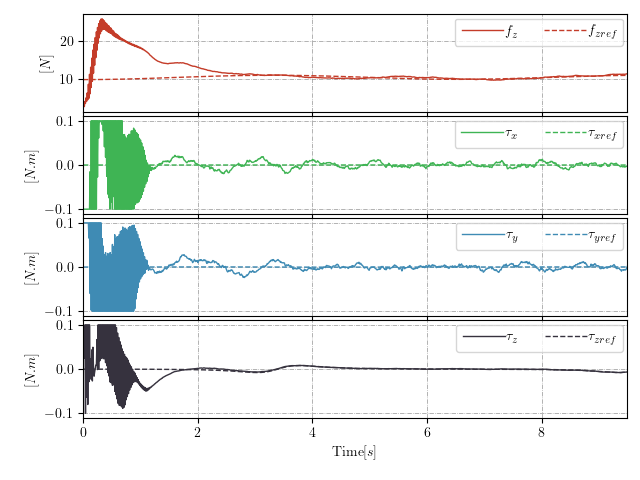 f_z f_zref
20
10
[N]
τ_x τ_xref
0.1
0.0
−0.1
[N.m]
τ_y τ_yref
0.1
0.0
−0.1
[N.m]
τ_z τ_zref
0.1
0.0
−0.1
[N.m]
0 2 4 6 8
Time[s]